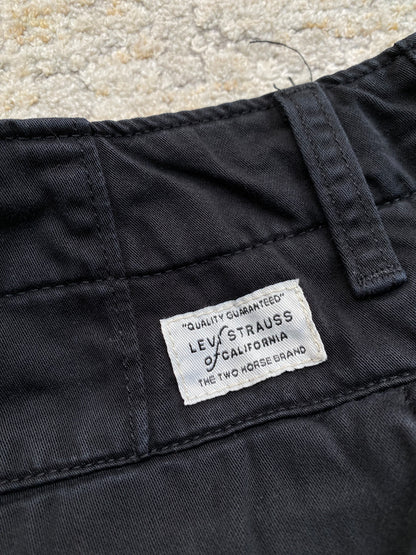 "QUALITY GUARANTEED"
LEVI STRAUSS
of CALIFORNIA
THE TWO HORSE BRAND